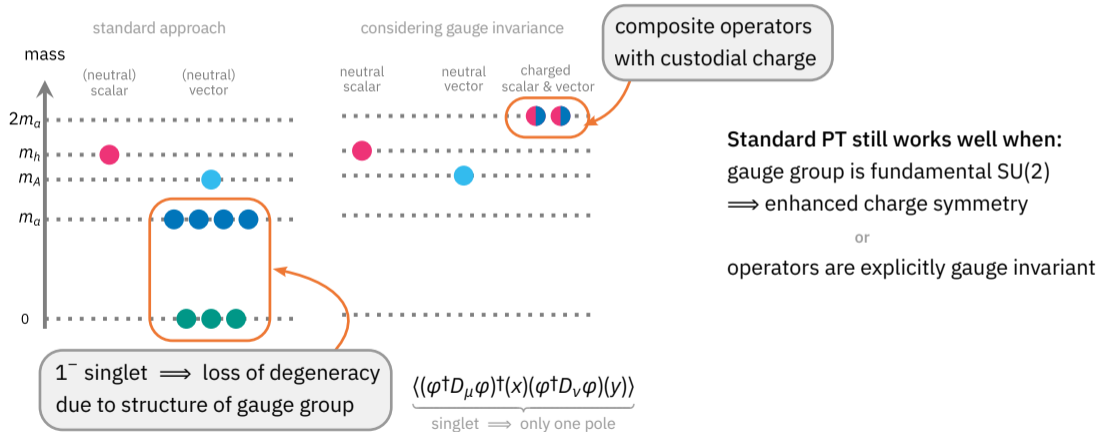 standard approach
mass
(neutral)
scalar
(neutral)
vector
2mₐ
mₕ
m_A
mₐ
0
1⁻ singlet ⟹ loss of degeneracy
due to structure of gauge group
considering gauge invariance
neutral
scalar
neutral
vector
charged
scalar & vector
composite operators
with custodial charge
⟨(φ†D_μφ)†(x)(φ†D_νφ)(y)⟩
singlet ⟹ only one pole
Standard PT still works well when:
gauge group is fundamental SU(2)
⟹ enhanced charge symmetry
or
operators are explicitly gauge invariant